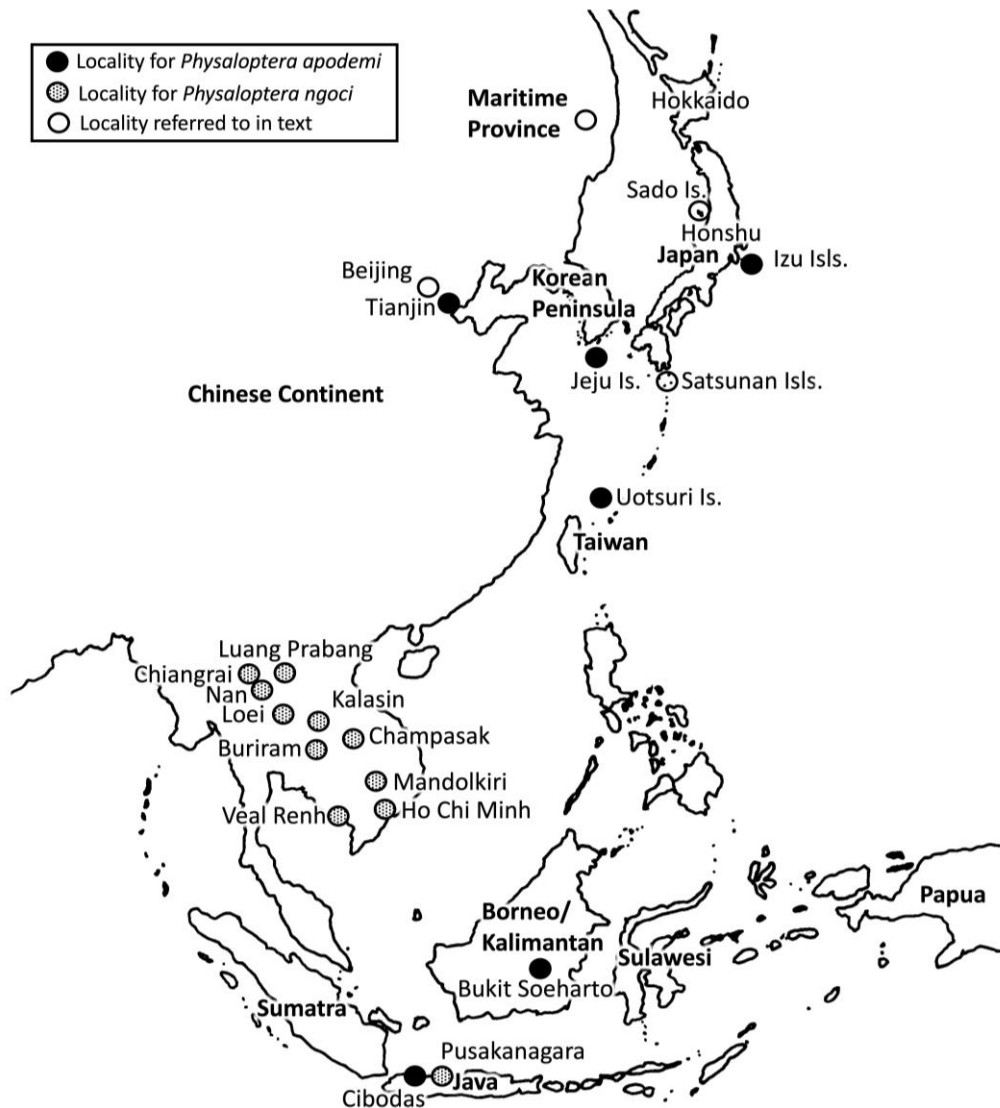 Locality for Physaloptera apodemi
Locality for Physaloptera ngoci
Locality referred to in text
Maritime
Province
Hokkaido
Sado Is.
Honshu
Japan
Izu Isls.
Beijing
Tianjin
Korean
Peninsula
Jeju Is.
Satsunan Isls.
Chinese Continent
Uotsuri Is.
Taiwan
Luang Prabang
Chiangrai
Nan
Kalasin
Loei
Champasak
Buriram
Mandolkiri
Veal Renh
Ho Chi Minh
Papua
Borneo/
Kalimantan
Sulawesi
Bukit Soeharto
Sumatra
Pusakanagara
Java
Cibodas